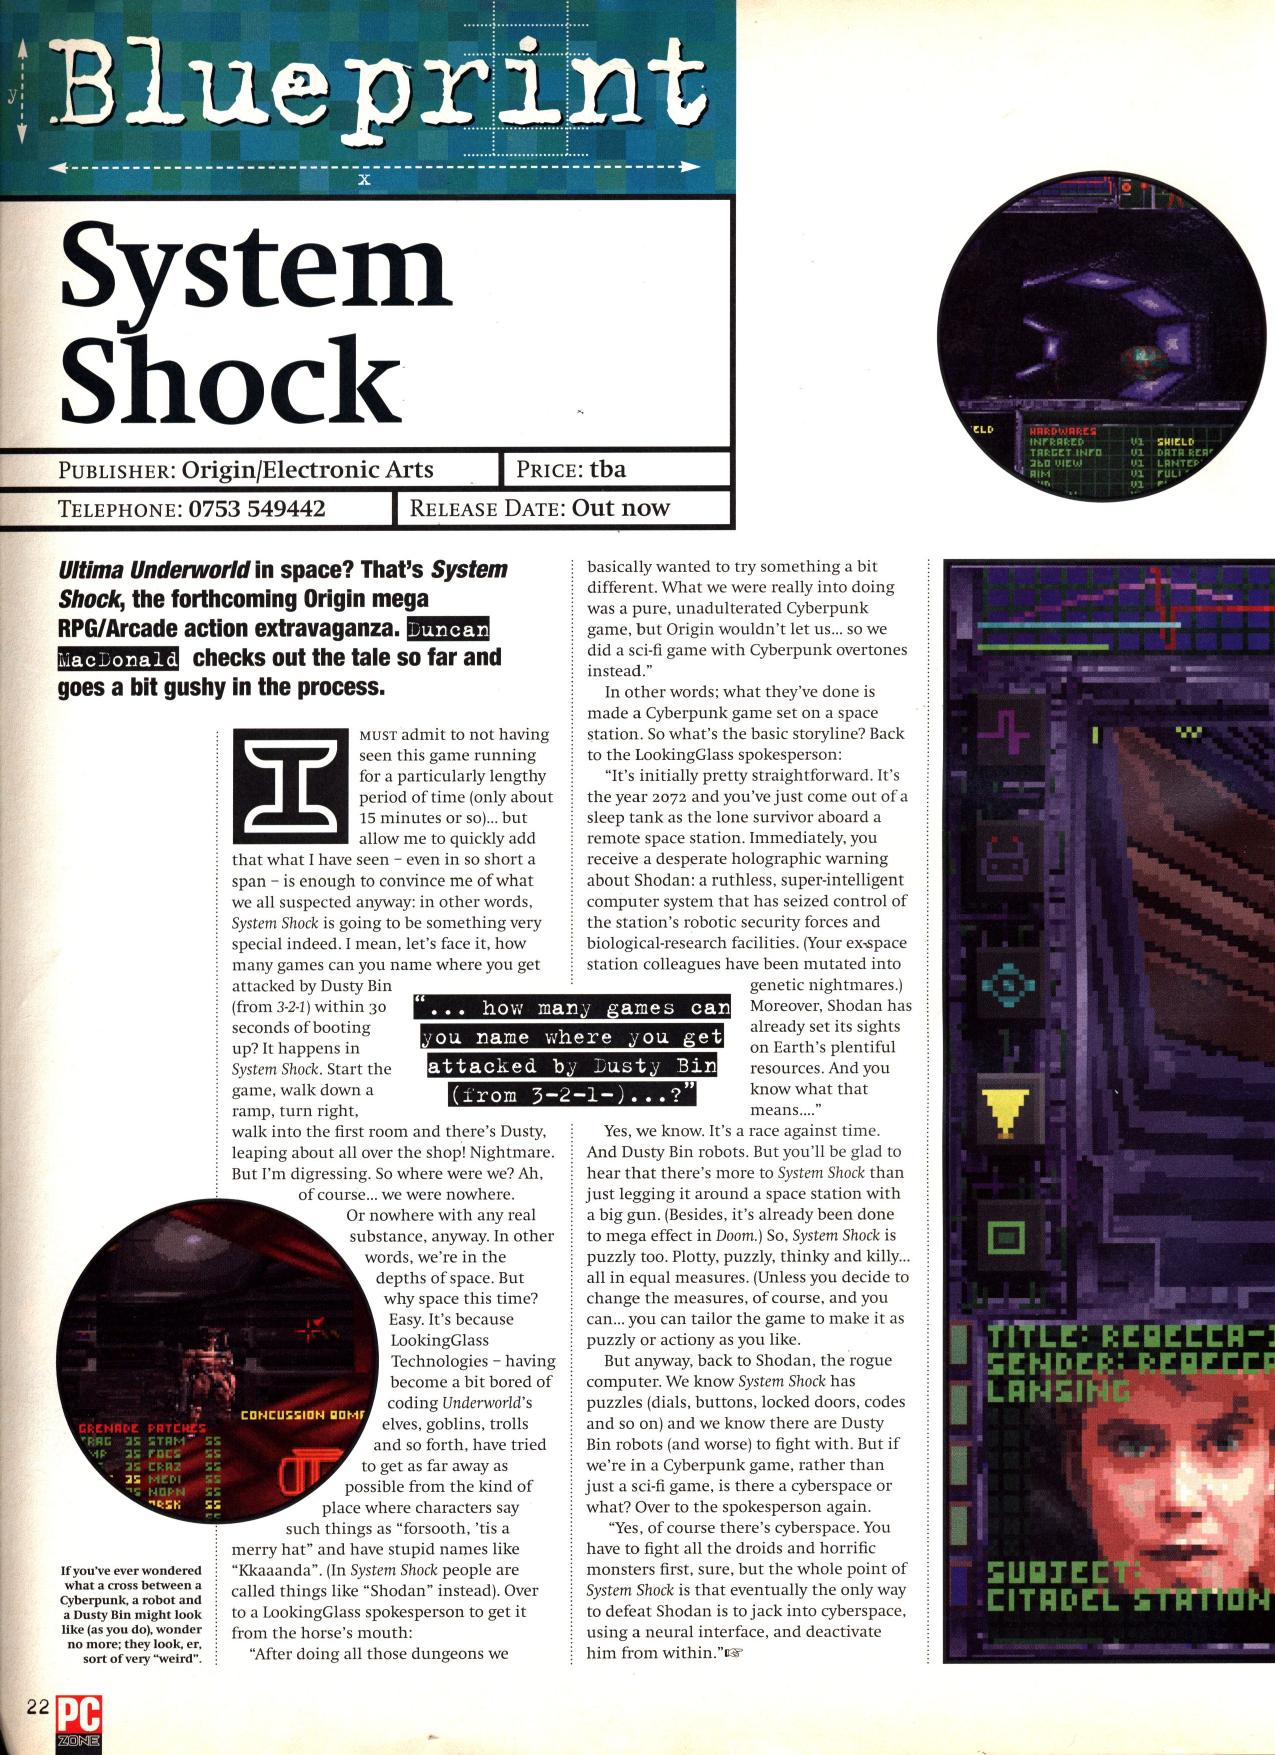 Blueprint
y
x
System
Shock
PUBLISHER: Origin/Electronic Arts
PRICE: tba
TELEPHONE: 0753 549442
RELEASE DATE: Out now
Ultima Underworld in space? That's System
Shock, the forthcoming Origin mega
RPG/Arcade action extravaganza. Duncan
MacDonald checks out the tale so far and
goes a bit gushy in the process.
I MUST admit to not having
seen this game running
for a particularly lengthy
period of time (only about
15 minutes or so)... but
allow me to quickly add
that what I have seen – even in so short a
span – is enough to convince me of what
we all suspected anyway: in other words,
System Shock is going to be something very
special indeed. I mean, let's face it, how
many games can you name where you get
attacked by Dusty Bin
(from 3-2-1) within 30
seconds of booting
up? It happens in
System Shock. Start the
game, walk down a
ramp, turn right,
walk into the first room and there's Dusty,
leaping about all over the shop! Nightmare.
But I'm digressing. So where were we? Ah,
of course... we were nowhere.
Or nowhere with any real
substance, anyway. In other
words, we're in the
depths of space. But
why space this time?
Easy. It's because
LookingGlass
Technologies – having
become a bit bored of
coding Underworld's
elves, goblins, trolls
and so forth, have tried
to get as far away as
possible from the kind of
place where characters say
such things as "forsooth, 'tis a
merry hat" and have stupid names like
"Kkaaanda". (In System Shock people are
called things like "Shodan" instead). Over
to a LookingGlass spokesperson to get it
from the horse's mouth:
"After doing all those dungeons we
"... how many games can
you name where you get
attacked by Dusty Bin
(from 3-2-1-)...?"
basically wanted to try something a bit
different. What we were really into doing
was a pure, unadulterated Cyberpunk
game, but Origin wouldn't let us... so we
did a sci-fi game with Cyberpunk overtones
instead."
In other words; what they've done is
made a Cyberpunk game set on a space
station. So what's the basic storyline? Back
to the LookingGlass spokesperson:
"It's initially pretty straightforward. It's
the year 2072 and you've just come out of a
sleep tank as the lone survivor aboard a
remote space station. Immediately, you
receive a desperate holographic warning
about Shodan: a ruthless, super-intelligent
computer system that has seized control of
the station's robotic security forces and
biological-research facilities. (Your ex-space
station colleagues have been mutated into
genetic nightmares.)
Moreover, Shodan has
already set its sights
on Earth's plentiful
resources. And you
know what that
means...."
Yes, we know. It's a race against time.
And Dusty Bin robots. But you'll be glad to
hear that there's more to System Shock than
just legging it around a space station with
a big gun. (Besides, it's already been done
to mega effect in Doom.) So, System Shock is
puzzly too. Plotty, puzzly, thinky and killy...
all in equal measures. (Unless you decide to
change the measures, of course, and you
can... you can tailor the game to make it as
puzzly or actiony as you like.
But anyway, back to Shodan, the rogue
computer. We know System Shock has
puzzles (dials, buttons, locked doors, codes
and so on) and we know there are Dusty
Bin robots (and worse) to fight with. But if
we're in a Cyberpunk game, rather than
just a sci-fi game, is there a cyberspace or
what? Over to the spokesperson again.
"Yes, of course there's cyberspace. You
have to fight all the droids and horrific
monsters first, sure, but the whole point of
System Shock is that eventually the only way
to defeat Shodan is to jack into cyberspace,
using a neural interface, and deactivate
him from within."☞
ELD
HARDWARES
INFRARED V1 SHIELD
TARGET INFO V1 DATA REA
360 VIEW V1 LANTER
AIM V1 FULL
V1
CONCUSSION BOMB
GRENADE PATCHES
FRAG 35 STAM 55
35
35
35 MEDI 55
55
55
W
TITLE: REBECCA-1
SENDER: REBECCA
LANSING
SUBJECT:
CITADEL STATION
If you've ever wondered
what a cross between a
Cyberpunk, a robot and
a Dusty Bin might look
like (as you do), wonder
no more; they look, er,
sort of very "weird".
22
PC
ZONE